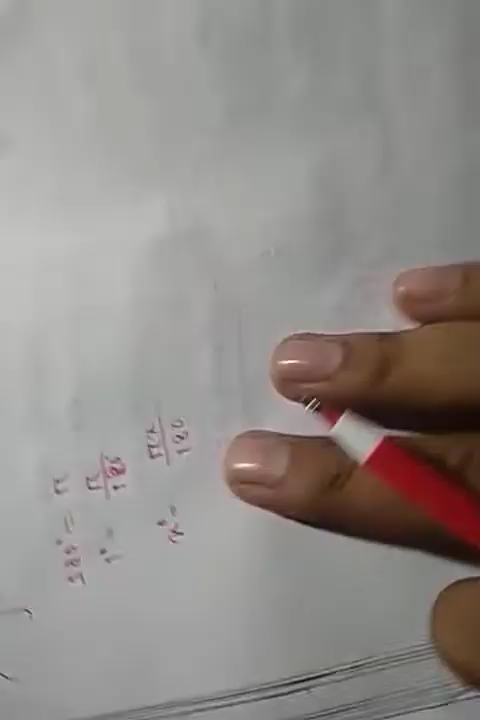 180° = π
1° = π/180
x° = πx/180